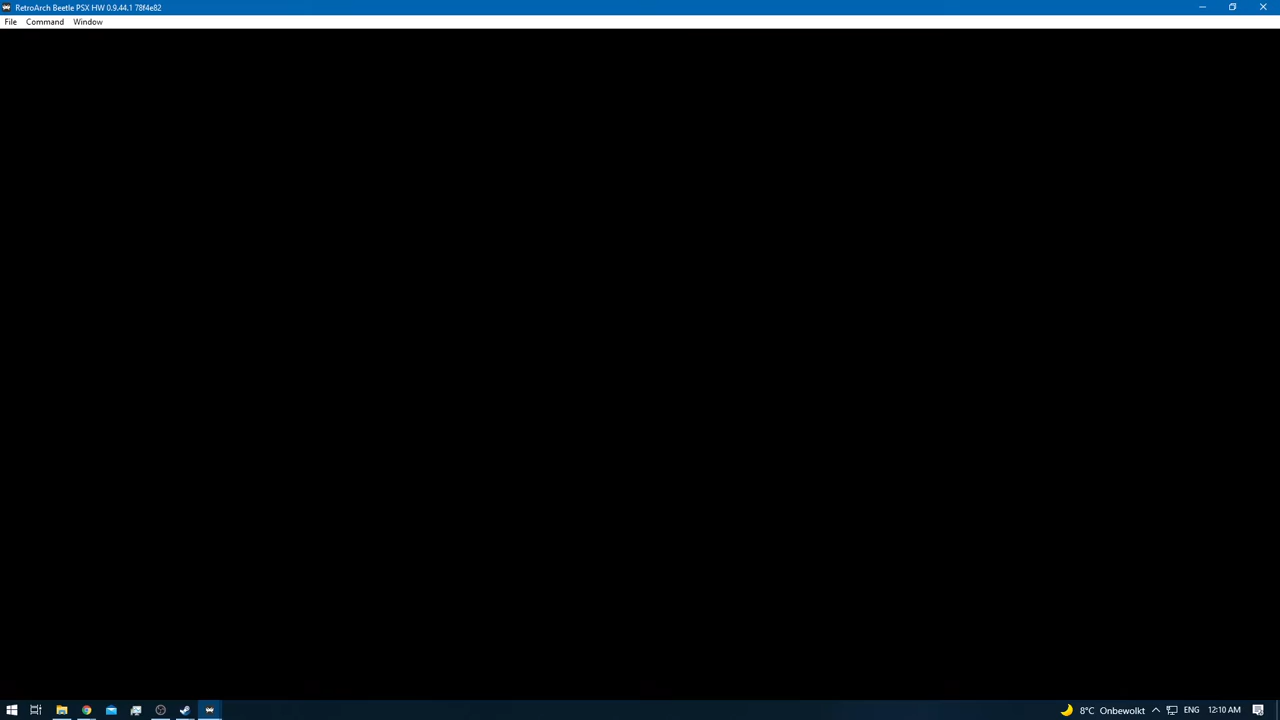 RetroArch Beetle PSX HW 0.9.44.1 78f4e82
File Command Window
8°C Onbewolkt ENG 12:10 AM